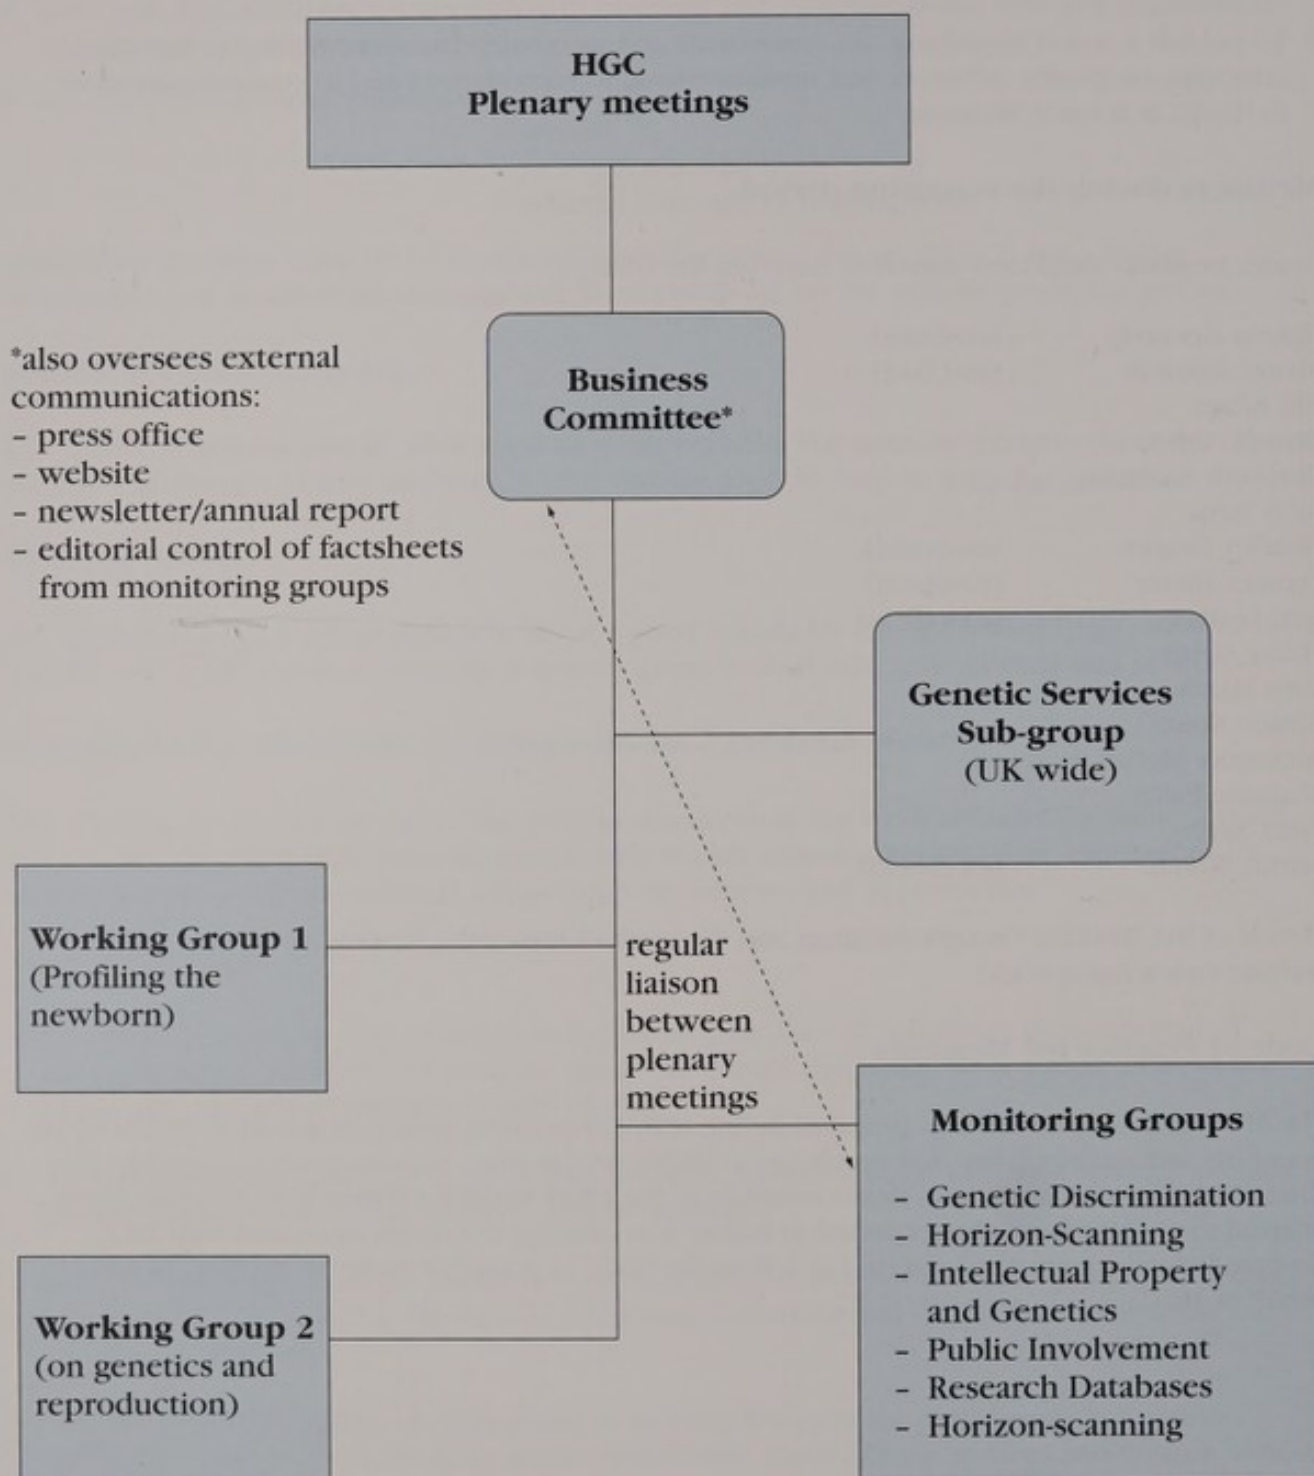 HGC
Plenary meetings
*also oversees external
communications:
– press office
– website
– newsletter/annual report
– editorial control of factsheets
from monitoring groups
Business
Committee*
Genetic Services
Sub-group
(UK wide)
Working Group 1
(Profiling the
newborn)
regular
liaison
between
plenary
meetings
Monitoring Groups
– Genetic Discrimination
– Horizon-Scanning
– Intellectual Property
and Genetics
– Public Involvement
– Research Databases
– Horizon-scanning
Working Group 2
(on genetics and
reproduction)